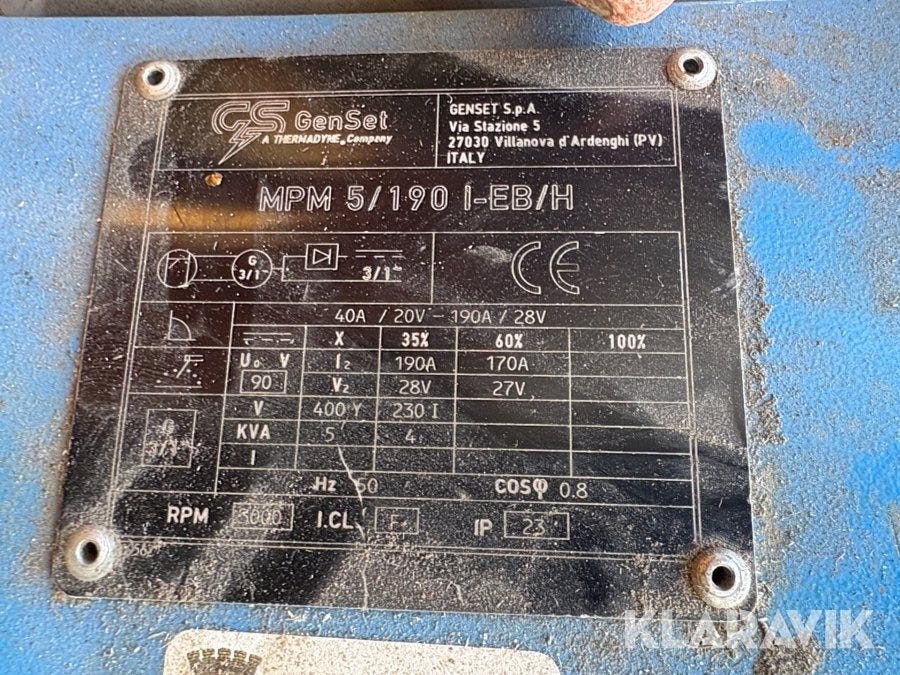 GS GenSet
A THERMADYNE® Company
GENSET S.p.A.
Via Stazione 5
27030 Villanova d'Ardenghi (PV)
ITALY
MPM 5/190 I-EB/H
G
3/1~
3/1~
CE
40A / 20V - 190A / 28V
X 35% 60% 100%
U₀ V I₂ 190A 170A
90 V₂ 28V 27V
V 400 Y 230 I
G
3/1~
KVA 5 4
I
Hz 50 COSφ 0.8
RPM 3000 I.CL. F IP 23
KLARAVIK